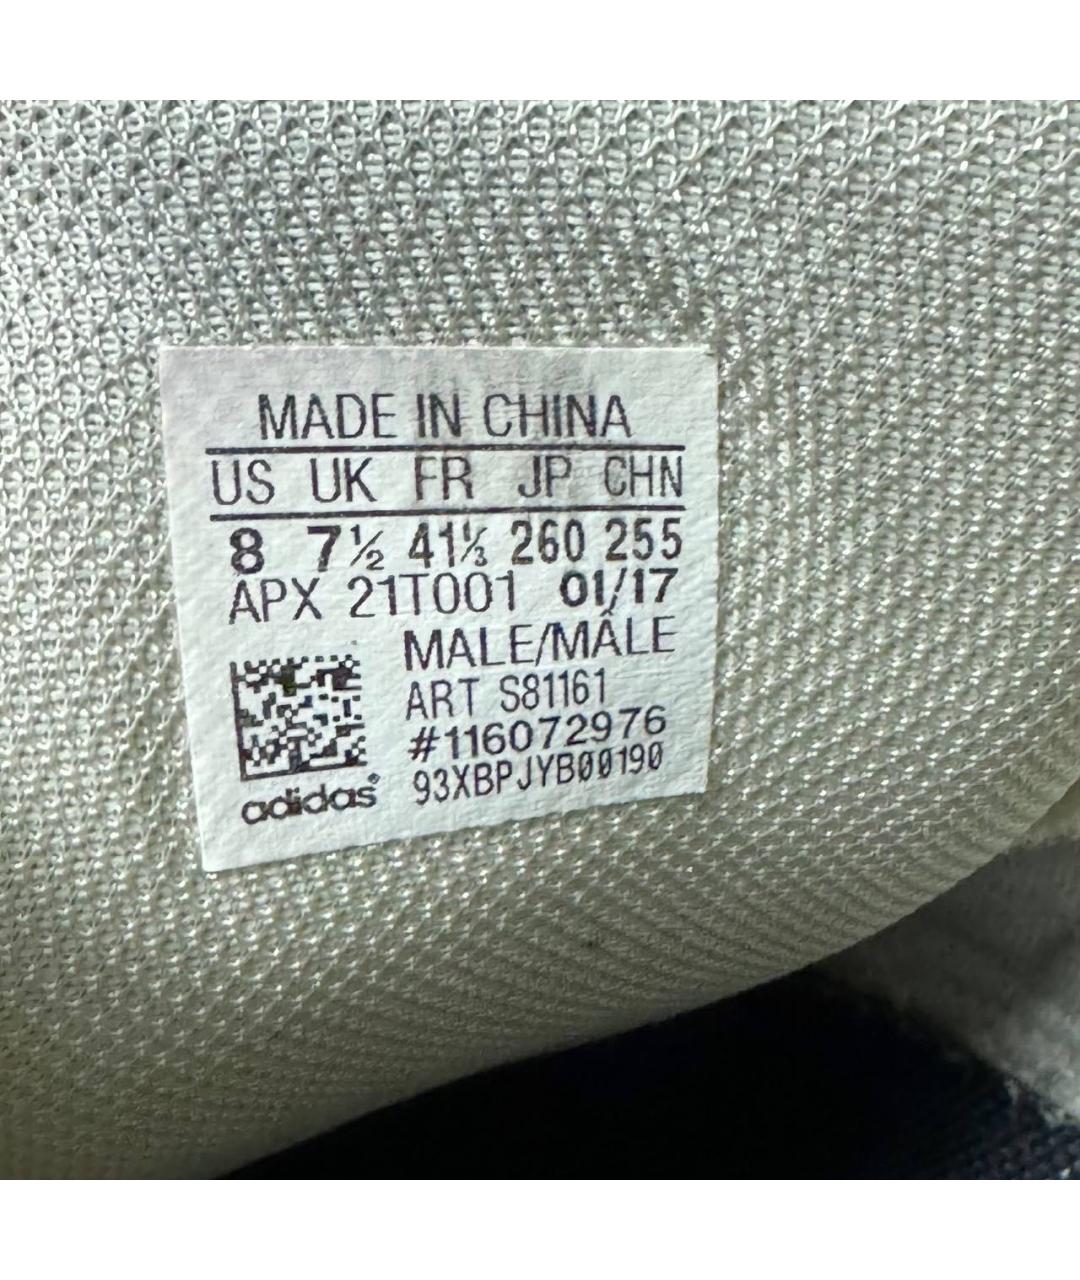 MADE IN CHINA
US UK FR JP CHN
8 7½ 41⅓ 260 255
APX 21T001 01/17
MALE/MÂLE
ART S81161
#116072976
93XBPJYB00190
adidas®